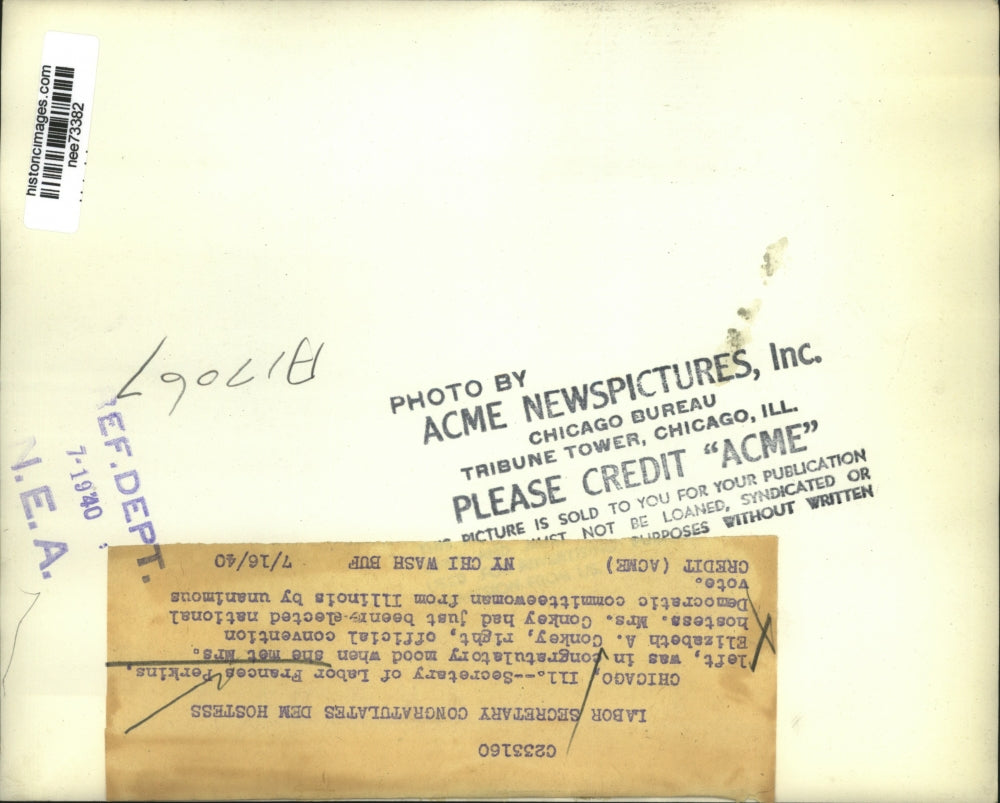 historicimages.com
nee73382
A17067
PHOTO BY
ACME NEWSPICTURES, Inc.
CHICAGO BUREAU
TRIBUNE TOWER, CHICAGO, ILL.
PLEASE CREDIT "ACME"
PICTURE IS SOLD TO YOU FOR YOUR PUBLICATION
NOT BE LOANED, SYNDICATED OR
PURPOSES WITHOUT WRITTEN
EF. DEPT.
7-19 '40
N.E.A.
C233160
LABOR SECRETARY CONGRATULATES DEM HOSTESS
CHICAGO, Ill.--Secretary of Labor Frances Perkins,
left, was in congratulatory mood when she met Mrs.
Elizabeth A. Conkey, right, official convention
hostess. Mrs. Conkey had just been elected national
Democratic committeewoman from Illinois by unanimous
vote.
CREDIT (ACME) NY CHI WASH BUF 7/16/40